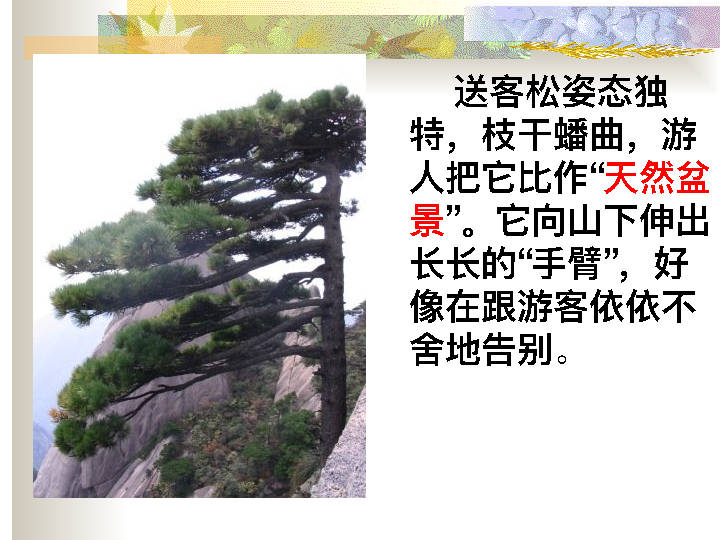 送客松姿态独
特，枝干蟠曲，游
人把它比作“天然盆
景”。它向山下伸出
长长的“手臂”，好
像在跟游客依依不
舍地告别。